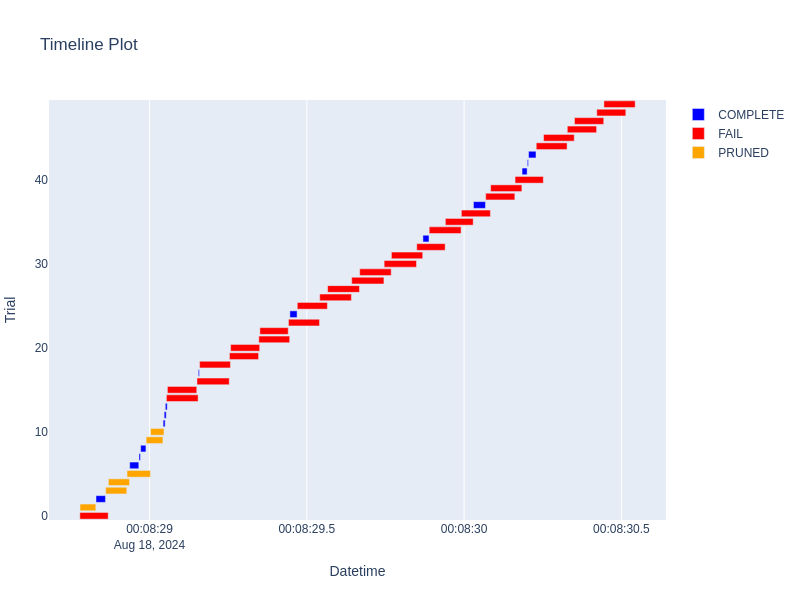 Timeline Plot
COMPLETE
FAIL
PRUNED
40
30
20
10
0
Trial
00:08:29
Aug 18, 2024
00:08:29.5
00:08:30
00:08:30.5
Datetime